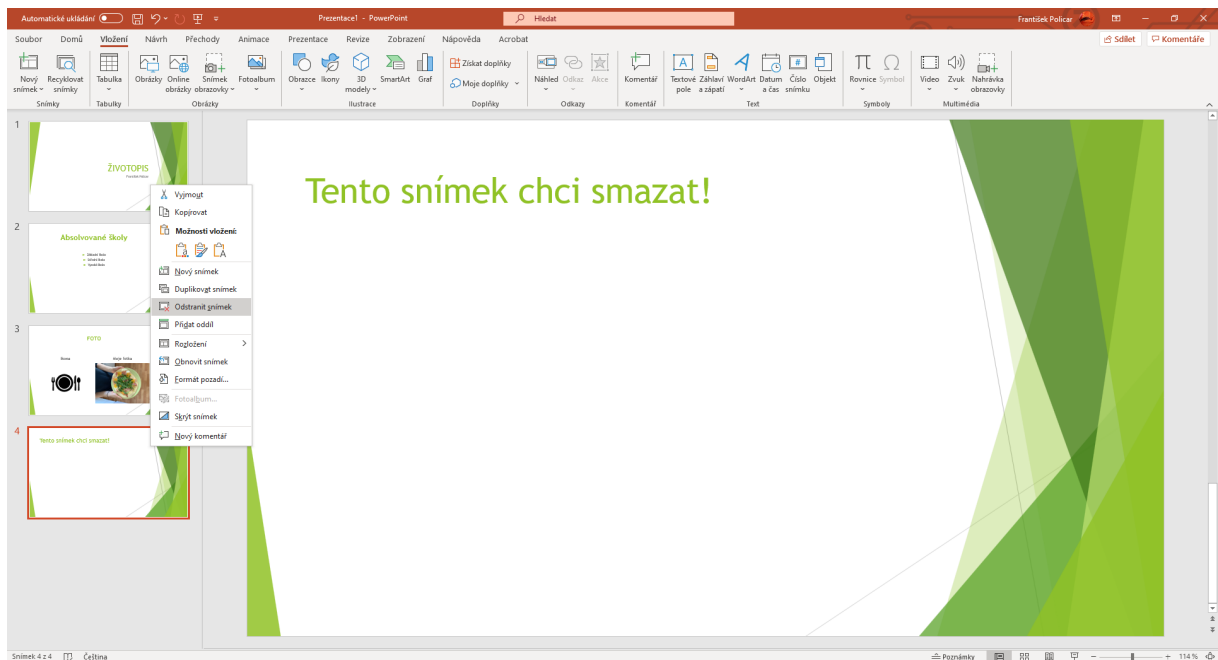 Automatické ukládání
Prezentace1 - PowerPoint
Hledat
František Policar
Soubor Domů Vložení Návrh Přechody Animace Prezentace Revize Zobrazení Nápověda Acrobat
Sdílet Komentáře
Nový snímek
Recyklovat snímky
Tabulka
Obrázky
Online obrázky
Snímek obrazovky
Fotoalbum
Obrazce
Ikony
3D modely
SmartArt
Graf
Získat doplňky
Moje doplňky
Náhled
Odkaz
Akce
Komentář
Textové pole
Záhlaví a zápatí
WordArt
Datum a čas
Číslo snímku
Objekt
Rovnice
Symbol
Video
Zvuk
Nahrávka obrazovky
Snímky Tabulky Obrázky Ilustrace Doplňky Odkazy Komentář Text Symboly Multimédia
1
ŽIVOTOPIS
2
Absolvované školy
3
FOTO
4
Tento snímek chci smazat!
Vyjmout
Kopírovat
Možnosti vložení:
Nový snímek
Duplikovat snímek
Odstranit snímek
Přidat oddíl
Rozložení
Obnovit snímek
Formát pozadí...
Fotoalbum...
Skrýt snímek
Nový komentář
Tento snímek chci smazat!
Snímek 4 z 4
Čeština
Poznámky
114 %